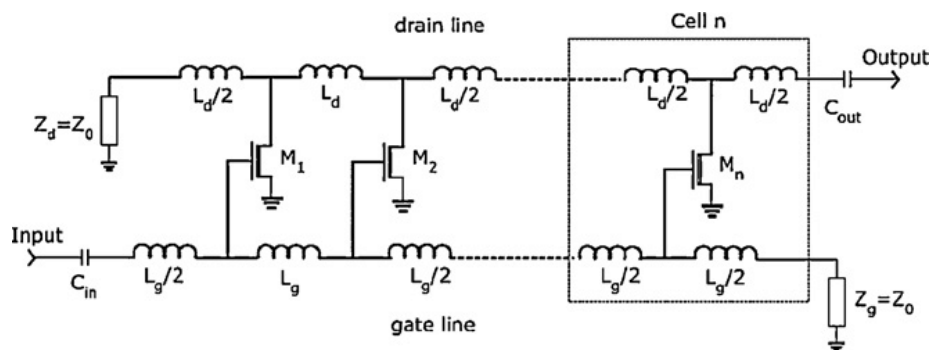 drain line
Cell n
Output
L_d/2
L_d
L_d/2
L_d/2
L_d/2
C_out
Z_d=Z_0
M_1
M_2
M_n
Input
C_in
L_g/2
L_g
L_g/2
L_g/2
L_g/2
Z_g=Z_0
gate line